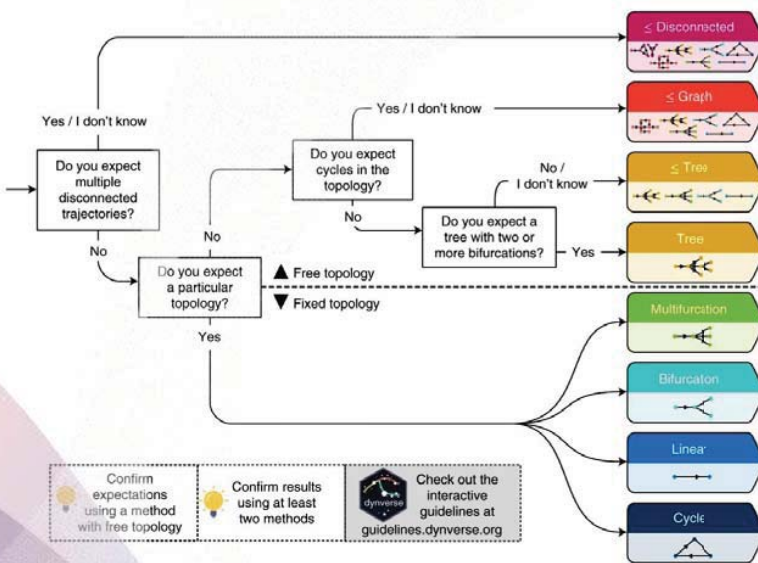 ≤ Disconnected
Yes / I don't know
≤ Graph
Yes / I don't know
Do you expect
multiple
disconnected
trajectories?
Do you expect
cycles in the
topology?
No /
I don't know
≤ Tree
No
No
No
Do you expect a
tree with two or
more bifurcations?
Yes
Tree
Do you expect
a particular
topology?
▲ Free topology
▼ Fixed topology
Yes
Multifurcation
Bifurcation
Linear
Cycle
Confirm
expectations
using a method
with free topology
Confirm results
using at least
two methods
dynverse
Check out the
interactive
guidelines at
guidelines.dynverse.org